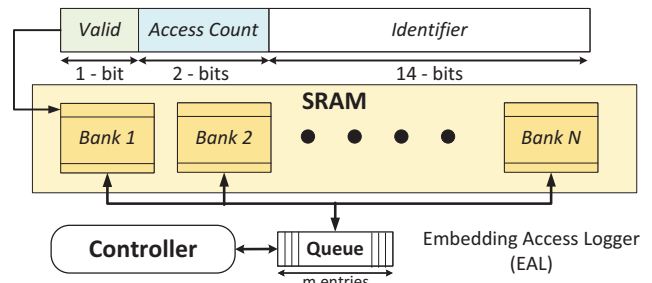 Valid Access Count Identifier
1 - bit 2 - bits 14 - bits
SRAM
Bank 1 Bank 2 Bank N
Controller Queue Embedding Access Logger
(EAL)
m entries